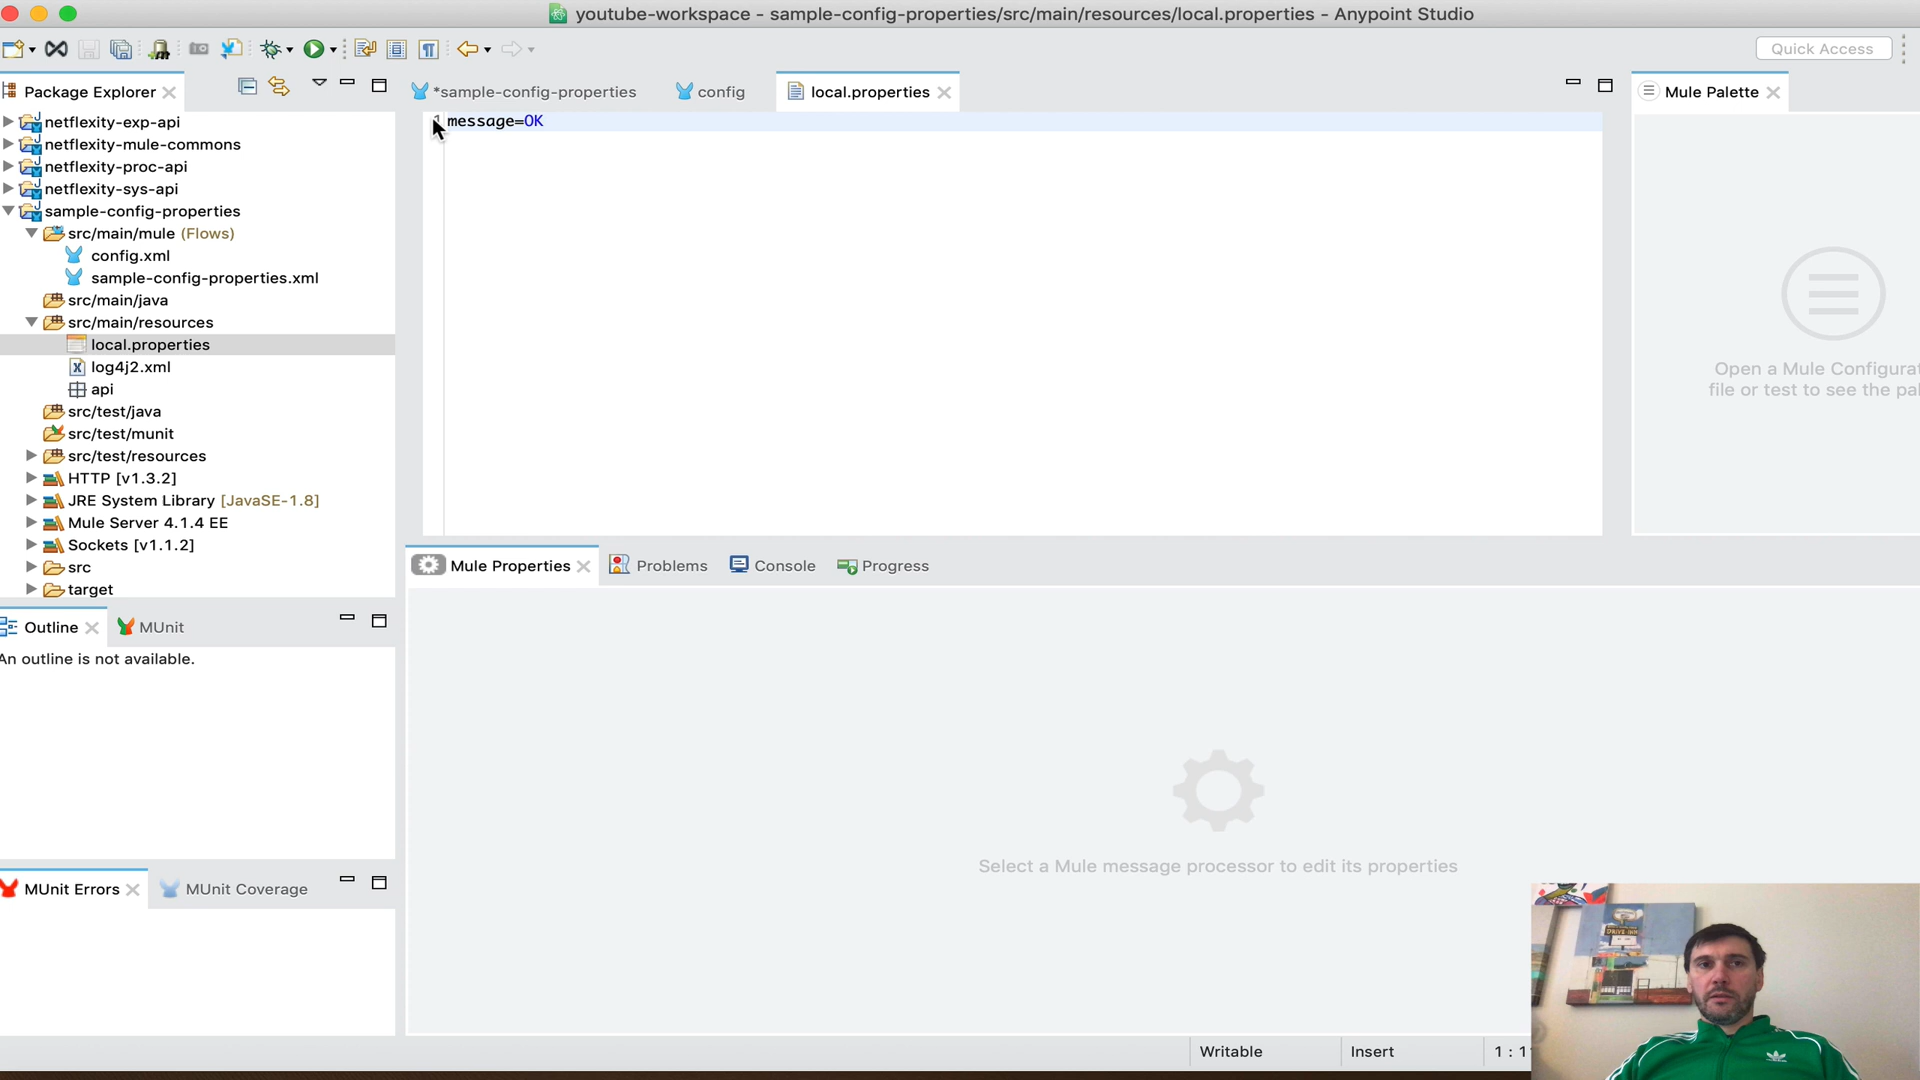 youtube-workspace - sample-config-properties/src/main/resources/local.properties - Anypoint Studio
Quick Access
Package Explorer
*sample-config-properties
config
local.properties
Mule Palette
netflexity-exp-api
netflexity-mule-commons
netflexity-proc-api
netflexity-sys-api
sample-config-properties
src/main/mule (Flows)
config.xml
sample-config-properties.xml
src/main/java
src/main/resources
local.properties
log4j2.xml
api
src/test/java
src/test/munit
src/test/resources
HTTP [v1.3.2]
JRE System Library [JavaSE-1.8]
Mule Server 4.1.4 EE
Sockets [v1.1.2]
src
target
1 message=OK
Open a Mule Configurat
file or test to see the pal
Mule Properties
Problems
Console
Progress
Outline
MUnit
An outline is not available.
Select a Mule message processor to edit its properties
MUnit Errors
MUnit Coverage
DRIVE-INN
Writable
Insert
1 : 1